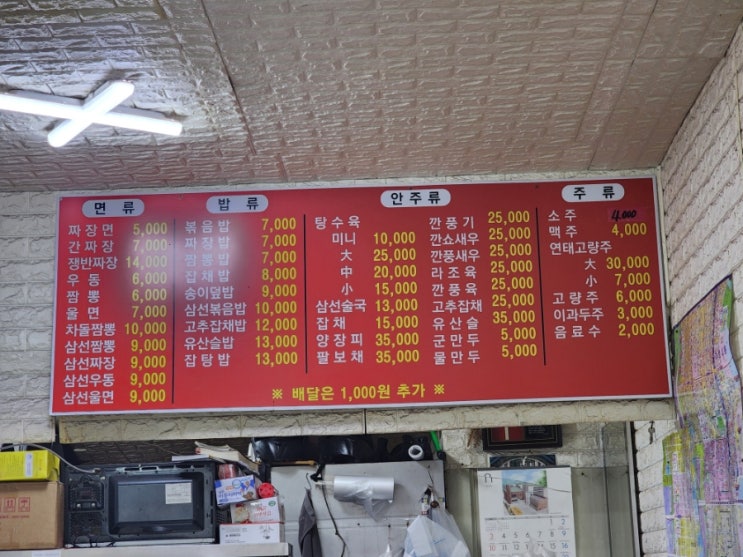 면 류
짜 장 면 5,000
간 짜 장 7,000
쟁반짜장 14,000
우 동 6,000
짬 뽕 6,000
울 면 7,000
차돌짬뽕 10,000
삼선짬뽕 9,000
삼선짜장 9,000
삼선우동 9,000
삼선울면 9,000
밥 류
볶 음 밥 7,000
짜 장 밥 7,000
짬 뽕 밥 7,000
잡 채 밥 8,000
송이덮밥 9,000
삼선볶음밥 10,000
고추잡채밥 12,000
유산슬밥 13,000
잡 탕 밥 13,000
안 주 류
탕 수 육
미니 10,000
大 25,000
中 20,000
小 15,000
삼선술국 13,000
잡 채 15,000
양 장 피 35,000
팔 보 채 35,000
깐 풍 기 25,000
깐쇼새우 25,000
깐풍새우 25,000
라 조 육 25,000
깐 풍 육 25,000
고추잡채 25,000
유 산 슬 35,000
군 만 두 5,000
물 만 두 5,000
주 류
소 주 4,000
맥 주 4,000
연태고량주
大 30,000
小 7,000
고 량 주 6,000
이과두주 3,000
음 료 수 2,000
※ 배달은 1,000원 추가 ※